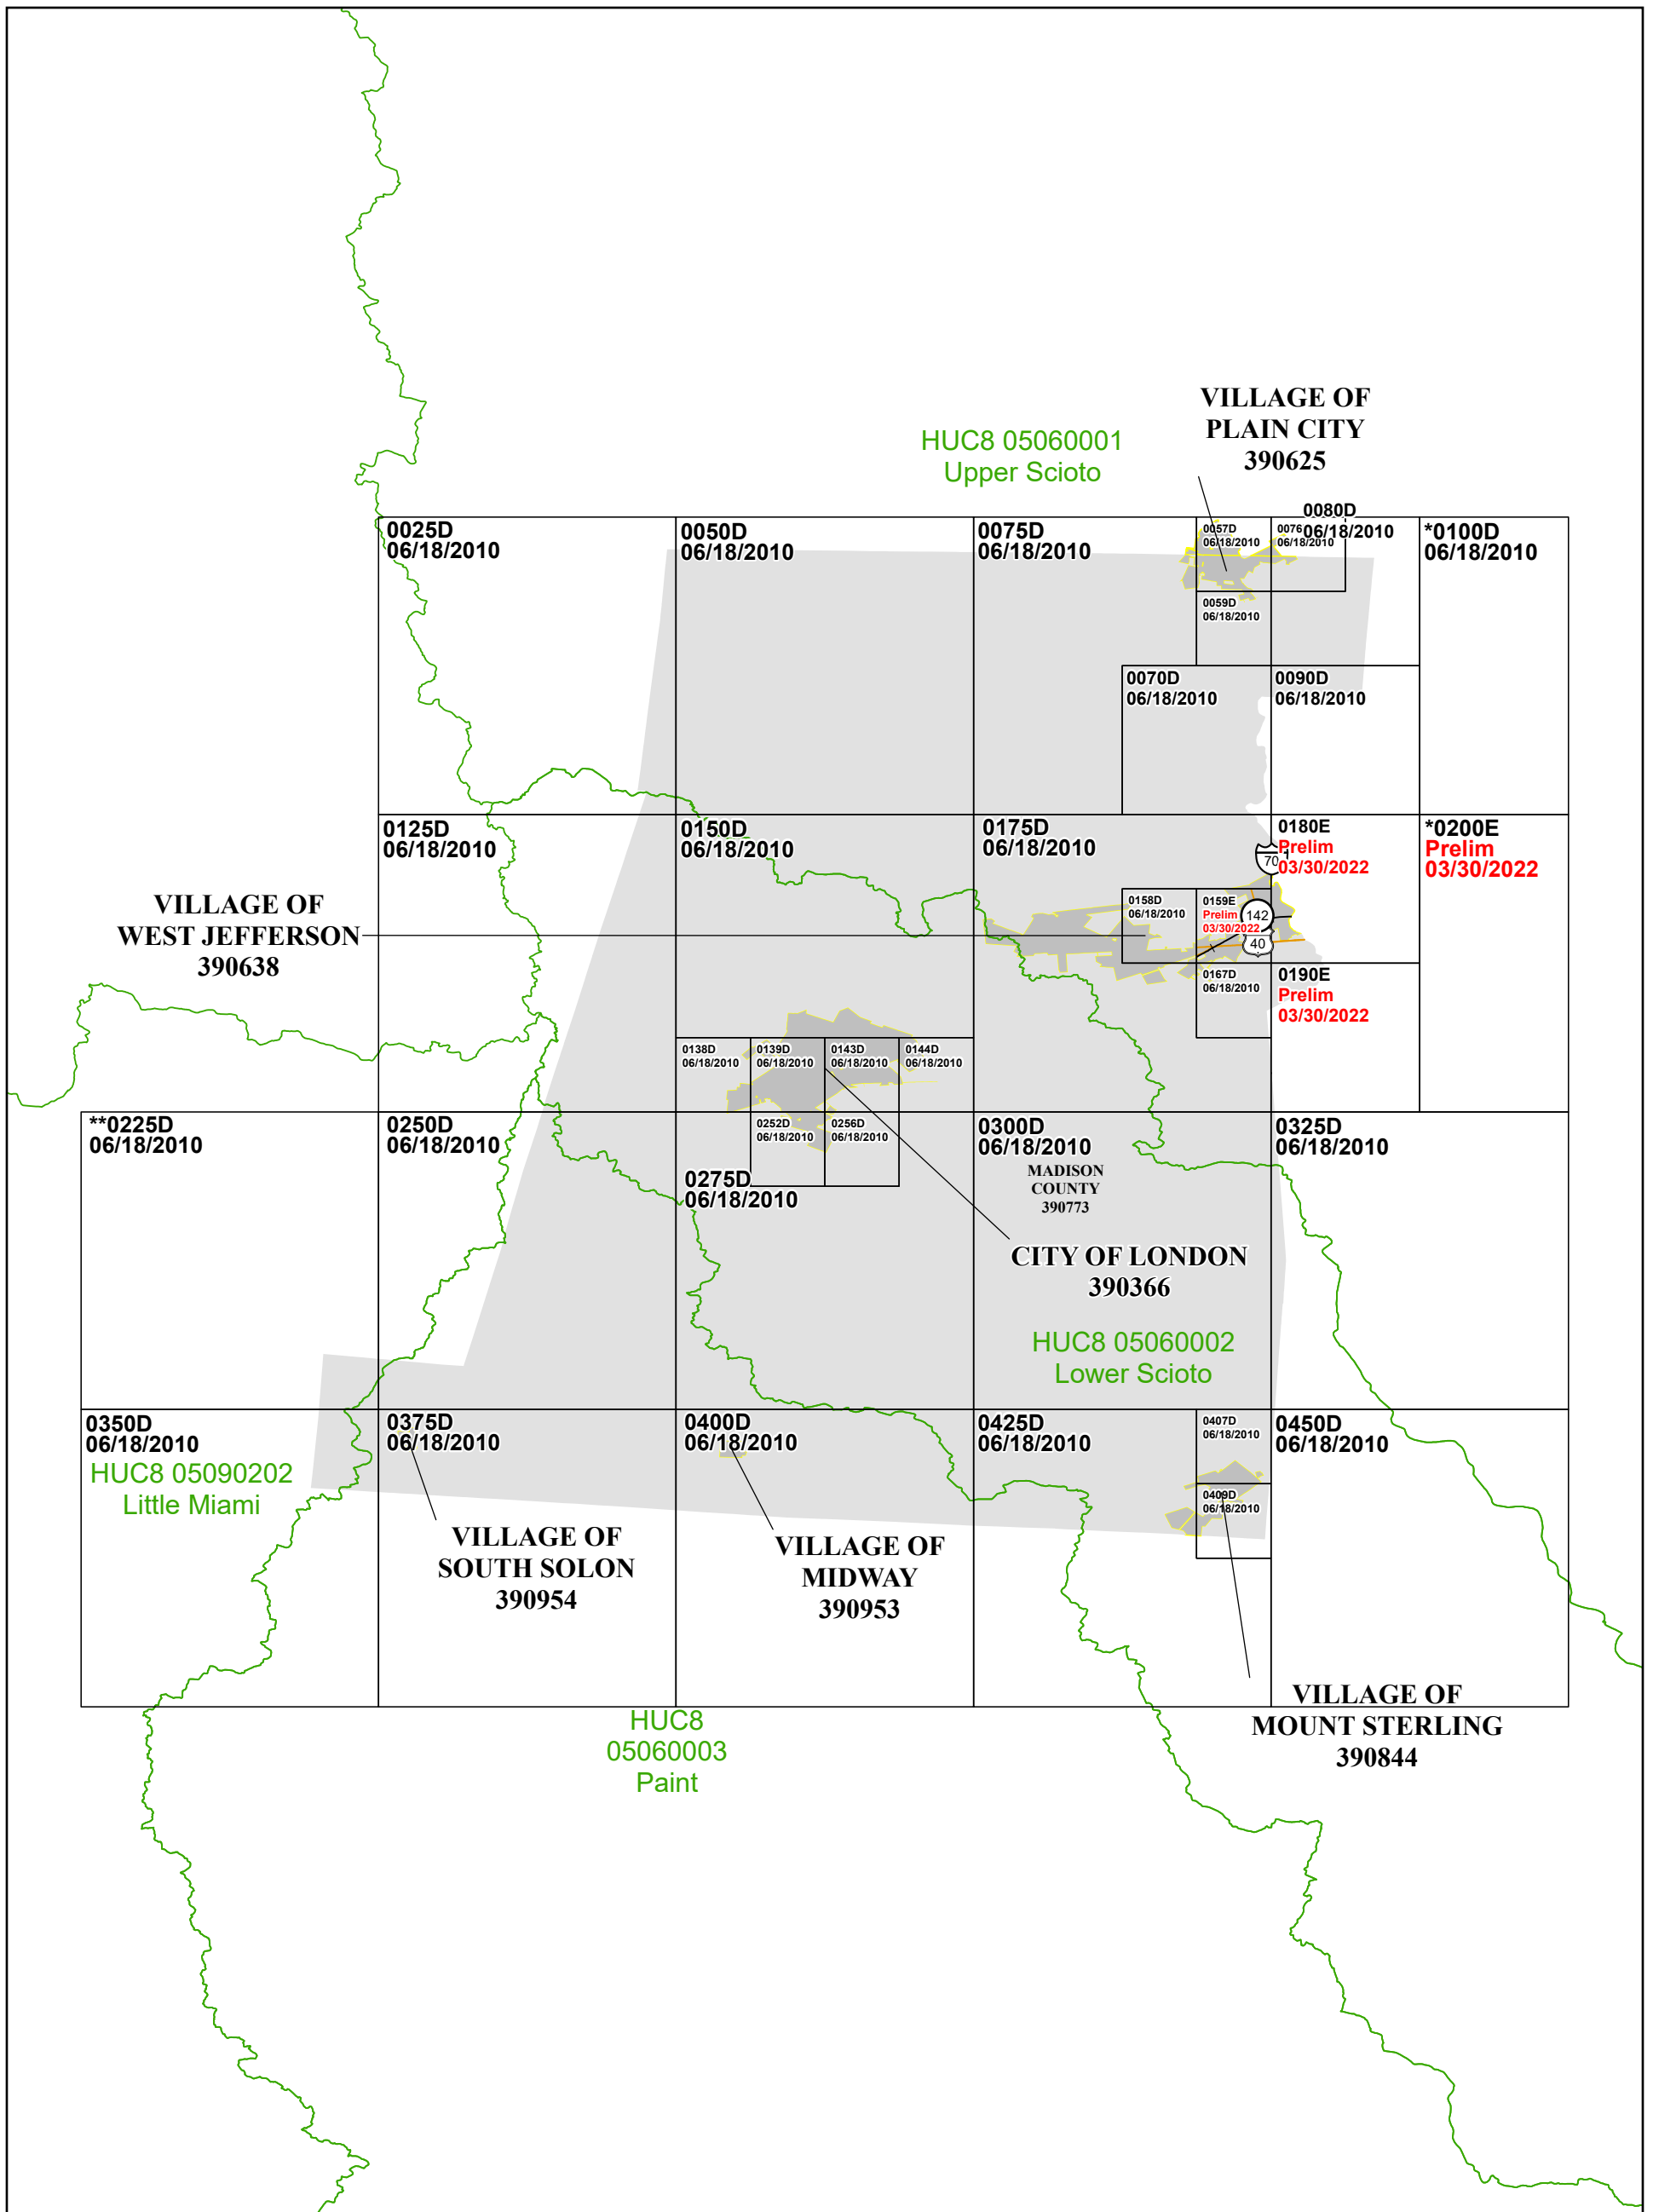 VILLAGE OF
PLAIN CITY
390625
HUC8 05060001
Upper Scioto
0025D
06/18/2010
0050D
06/18/2010
0075D
06/18/2010
0057D
06/18/2010
0076
06/18/2010
0080D
06/18/2010
*0100D
06/18/2010
0059D
06/18/2010
0070D
06/18/2010
0090D
06/18/2010
0125D
06/18/2010
0150D
06/18/2010
0175D
06/18/2010
0180E
Prelim
03/30/2022
*0200E
Prelim
03/30/2022
70
VILLAGE OF
WEST JEFFERSON
390638
0158D
06/18/2010
0159E
Prelim
03/30/2022
142
40
0167D
06/18/2010
0190E
Prelim
03/30/2022
0138D
06/18/2010
0139D
06/18/2010
0143D
06/18/2010
0144D
06/18/2010
**0225D
06/18/2010
0250D
06/18/2010
0252D
06/18/2010
0256D
06/18/2010
0275D
06/18/2010
0300D
06/18/2010
MADISON
COUNTY
390773
0325D
06/18/2010
CITY OF LONDON
390366
HUC8 05060002
Lower Scioto
0350D
06/18/2010
HUC8 05090202
Little Miami
0375D
06/18/2010
0400D
06/18/2010
0425D
06/18/2010
0407D
06/18/2010
0450D
06/18/2010
0409D
06/18/2010
VILLAGE OF
SOUTH SOLON
390954
VILLAGE OF
MIDWAY
390953
VILLAGE OF
MOUNT STERLING
390844
HUC8
05060003
Paint